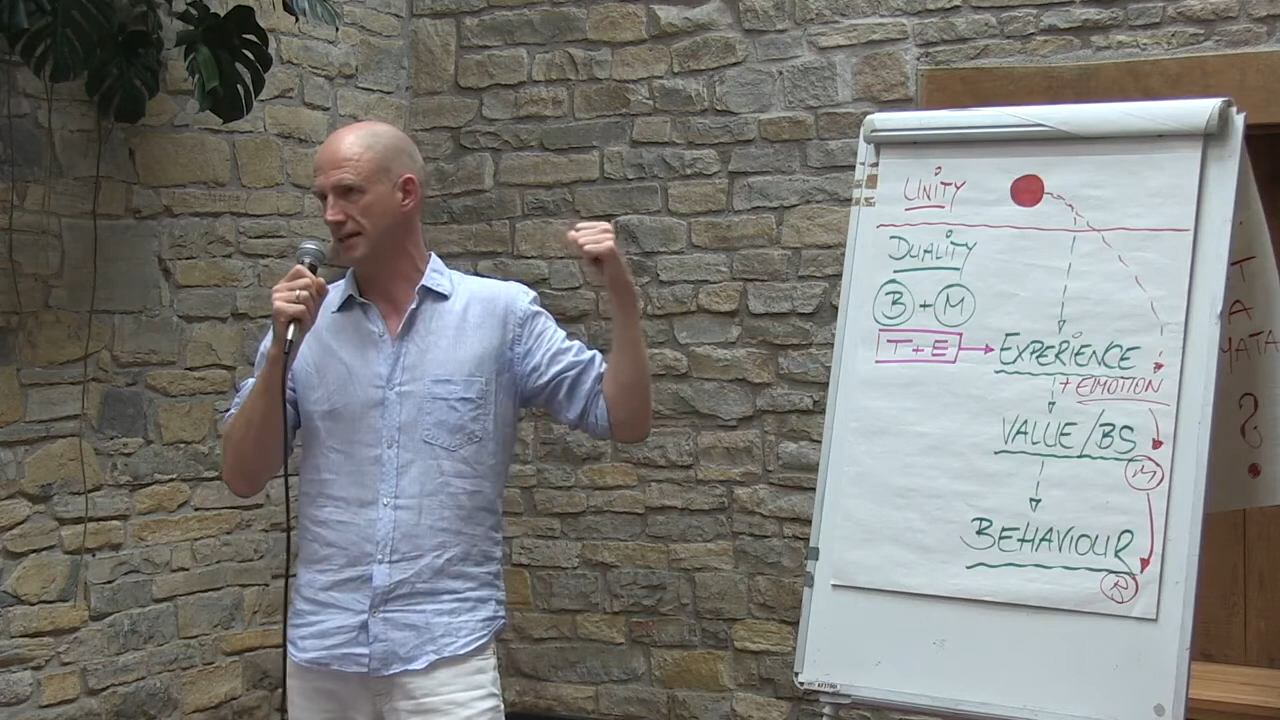 UNITY
DUALITY
B + M
T + E
EXPERIENCE
+ EMOTION
VALUE/BS
M
BEHAVIOUR
R
T
A
YATA
?